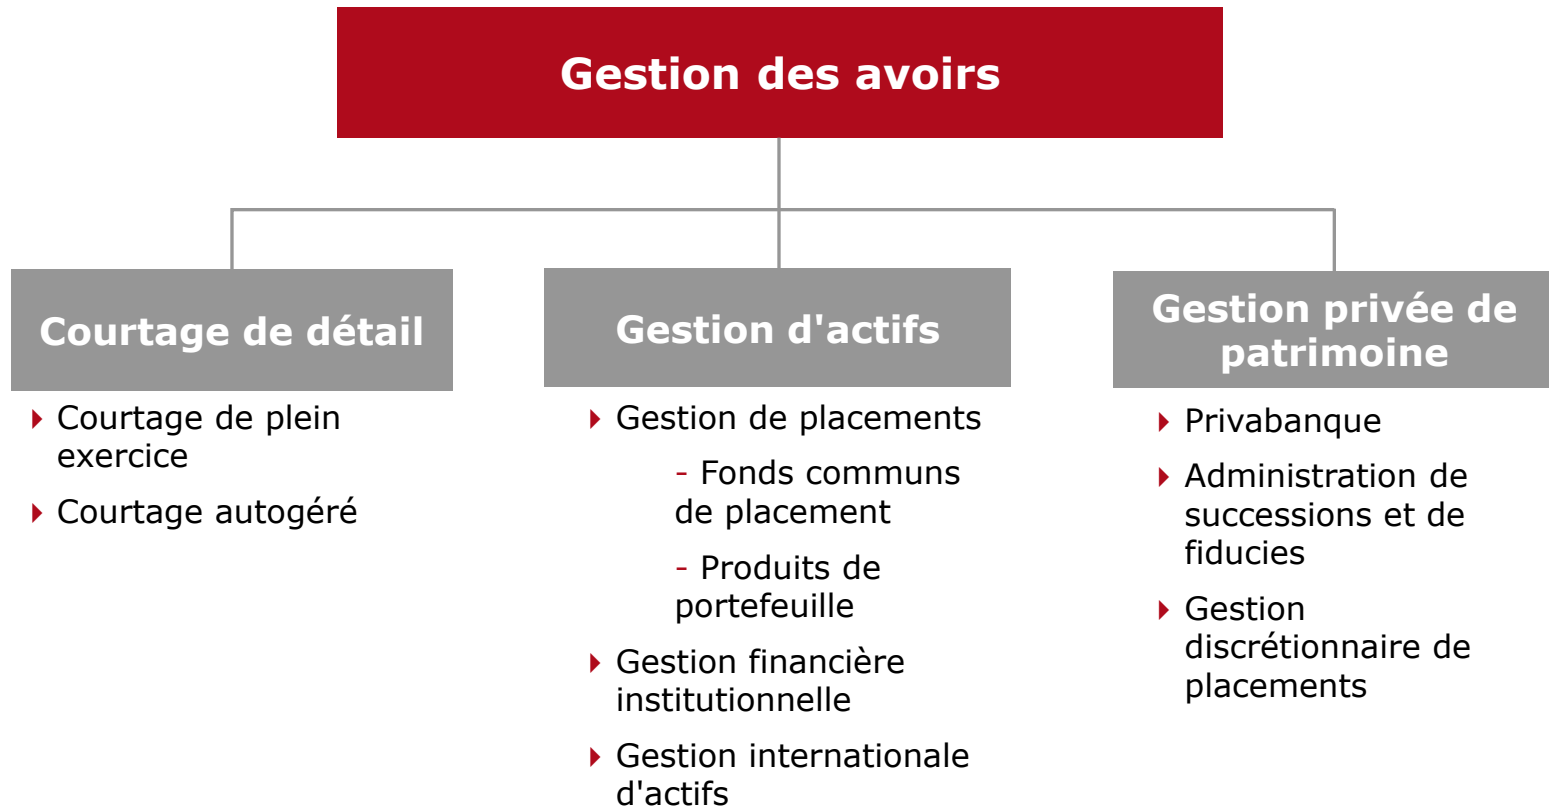 Gestion des avoirs
Courtage de détail
Courtage de plein
exercice
Courtage autogéré
Gestion d'actifs
Gestion de placements
- Fonds communs
de placement
- Produits de
portefeuille
Gestion financière
institutionnelle
Gestion internationale
d'actifs
Gestion privée de
patrimoine
Privabanque
Administration de
successions et de
fiducies
Gestion
discrétionnaire de
placements